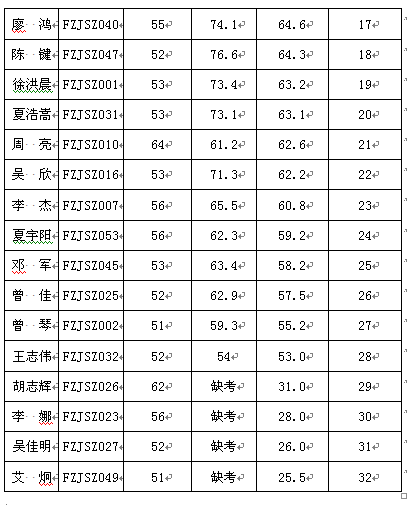 廖 鸿 FZJSZ040 55 74.1 64.6 17
陈 键 FZJSZ047 52 76.6 64.3 18
徐洪晨 FZJSZ001 53 73.4 63.2 19
夏浩嵩 FZJSZ031 53 73.1 63.1 20
周 亮 FZJSZ010 64 61.2 62.6 21
吴 欣 FZJSZ016 53 71.3 62.2 22
李 杰 FZJSZ007 56 65.5 60.8 23
夏宇阳 FZJSZ053 56 62.3 59.2 24
邓 军 FZJSZ045 53 63.4 58.2 25
曾 佳 FZJSZ025 52 62.9 57.5 26
曾 琴 FZJSZ002 51 59.3 55.2 27
王志伟 FZJSZ032 52 54 53.0 28
胡志辉 FZJSZ026 62 缺考 31.0 29
李 娜 FZJSZ023 56 缺考 28.0 30
吴佳明 FZJSZ027 52 缺考 26.0 31
艾 炯 FZJSZ049 51 缺考 25.5 32